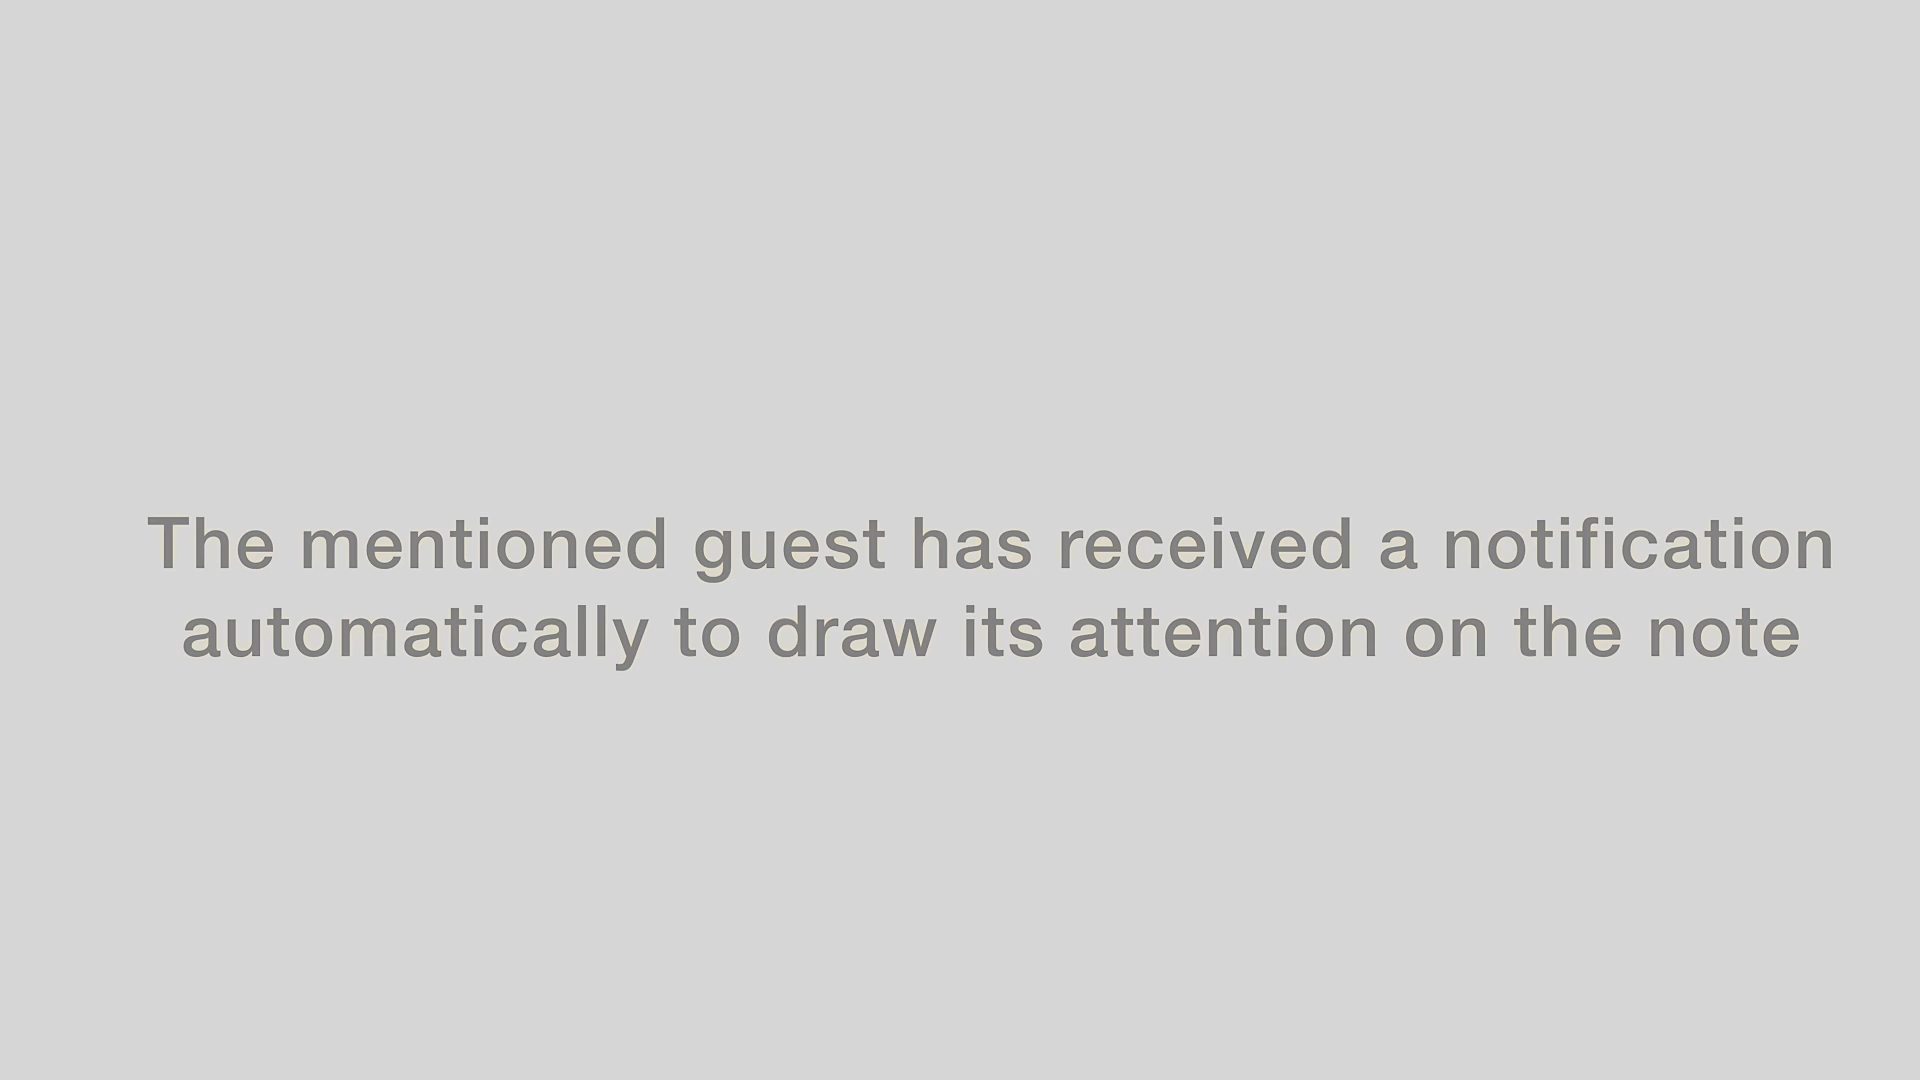 The mentioned guest has received a notification
automatically to draw its attention on the note